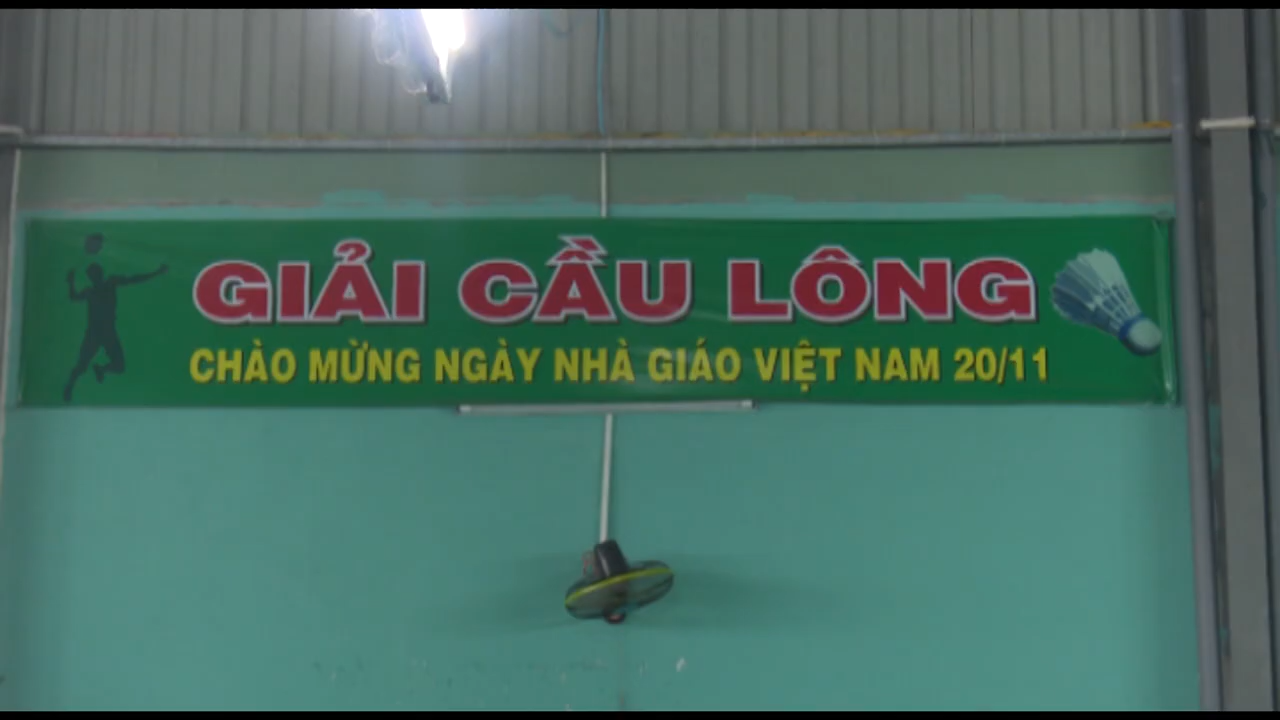 GIẢI CẦU LÔNG
CHÀO MỪNG NGÀY NHÀ GIÁO VIỆT NAM 20/11